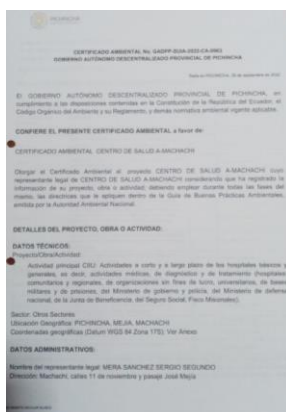 PICHINCHA
CERTIFICADO AMBIENTAL No. GADPP-SUIA-2022-CA-
GOBIERNO AUTÓNOMO DESCENTRALIZADO PROVINCIAL DE PICHINCHA
EL GOBIERNO AUTÓNOMO DESCENTRALIZADO PROVINCIAL DE PICHINCHA, en
cumplimiento a las disposiciones contenidas en la Constitución de la República del Ecuador, el
Código Orgánico del Ambiente y su Reglamento, y demás normativa ambiental vigente aplicable.
CONFIERE EL PRESENTE CERTIFICADO AMBIENTAL a favor de:
CERTIFICADO AMBIENTAL CENTRO DE SALUD A-MACHACHI
Otorgar el Certificado Ambiental al proyecto CENTRO DE SALUD A-MACHACHI cuyo
representante legal de CENTRO DE SALUD A-MACHACHI considerando que ha registrado la
información de su proyecto, obra o actividad; debiendo emplear durante todas las fases del
mismo, las directrices que le apliquen dentro de la Guía de Buenas Prácticas Ambientales,
emitida por la Autoridad Ambiental Nacional.
DETALLES DEL PROYECTO, OBRA O ACTIVIDAD:
DATOS TÉCNICOS:
Proyecto/Obra/Actividad:
Actividad principal CIIU: Actividades a corto y a largo plazo de los hospitales básicos y
generales, es decir, actividades médicas, de diagnóstico y de tratamiento (hospitales
comunitarios y regionales, de organizaciones sin fines de lucro, universitarios, de bases
militares y de prisiones, del Ministerio de gobierno y policía, del Ministerio de defensa
nacional, de la Junta de Beneficencia, del Seguro Social, Fisco Misionales).
Sector: Otros Sectores
Ubicación Geográfica: PICHINCHA, MEJIA, MACHACHI
Coordenadas geográficas (Datum WGS 84 Zona 17S): Ver Anexo
DATOS ADMINISTRATIVOS:
Nombre del representante legal: MERA SANCHEZ SERGIO SEGUNDO
Dirección: Machachi, calles 11 de noviembre y pasaje José Mejía